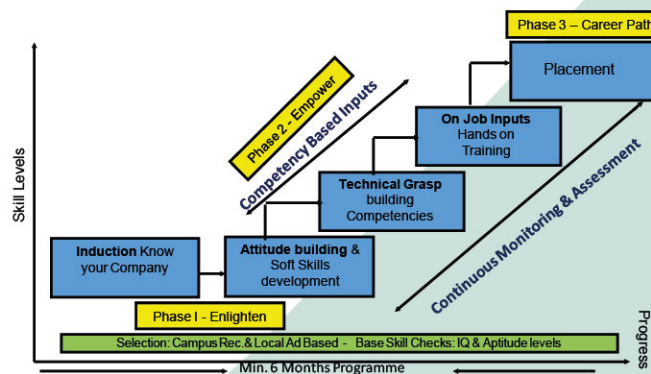 Phase 3 – Career Path
Placement
Phase 2 - Empower
Competency Based Inputs
On Job Inputs
Hands on
Training
Technical Grasp
building
Competencies
Continuous Monitoring & Assessment
Skill Levels
Induction Know
your Company
Attitude building &
Soft Skills
development
Phase I - Enlighten
Selection: Campus Rec.& Local Ad Based - Base Skill Checks: IQ & Aptitude levels
Progress
Min. 6 Months Programme